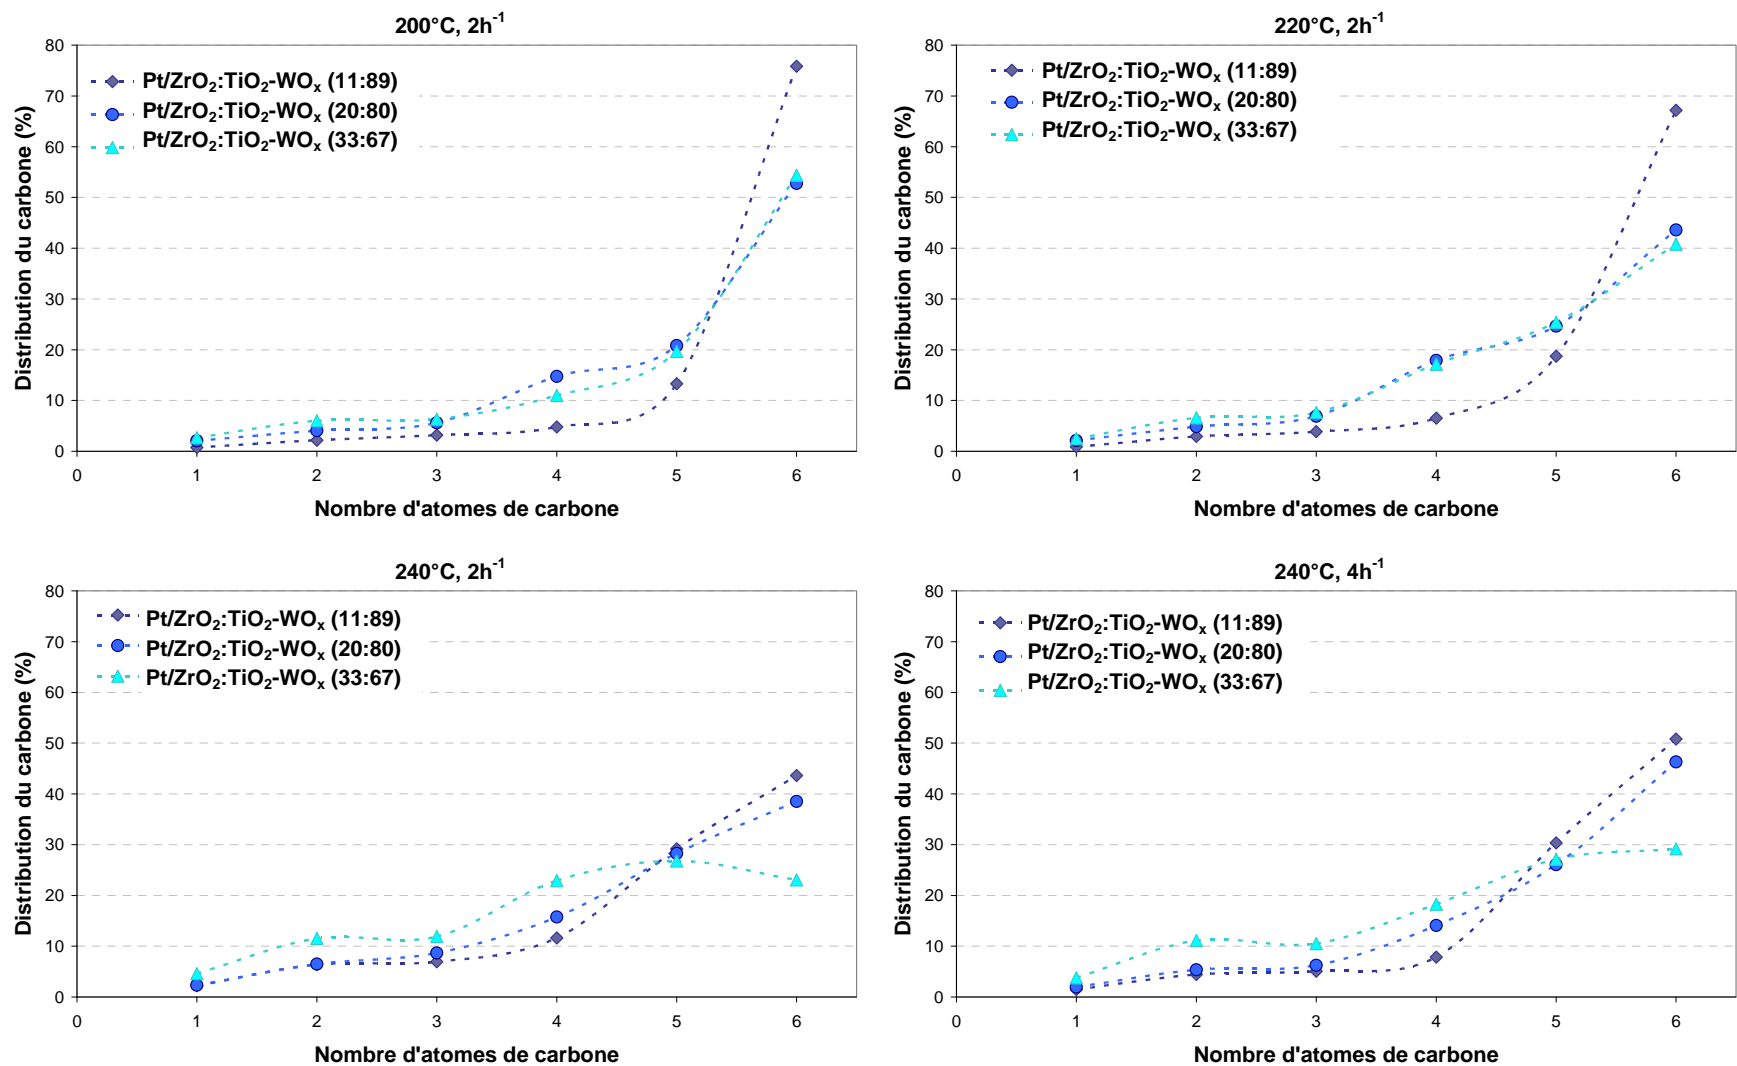 200°C, 2h⁻¹
Distribution du carbone (%)
80
70
60
50
40
30
20
10
0
Pt/ZrO₂:TiO₂-WOₓ (11:89)
Pt/ZrO₂:TiO₂-WOₓ (20:80)
Pt/ZrO₂:TiO₂-WOₓ (33:67)
0 1 2 3 4 5 6
Nombre d'atomes de carbone
220°C, 2h⁻¹
Distribution du carbone (%)
80
70
60
50
40
30
20
10
0
Pt/ZrO₂:TiO₂-WOₓ (11:89)
Pt/ZrO₂:TiO₂-WOₓ (20:80)
Pt/ZrO₂:TiO₂-WOₓ (33:67)
0 1 2 3 4 5 6
Nombre d'atomes de carbone
240°C, 2h⁻¹
Distribution du carbone (%)
80
70
60
50
40
30
20
10
0
Pt/ZrO₂:TiO₂-WOₓ (11:89)
Pt/ZrO₂:TiO₂-WOₓ (20:80)
Pt/ZrO₂:TiO₂-WOₓ (33:67)
0 1 2 3 4 5 6
Nombre d'atomes de carbone
240°C, 4h⁻¹
Distribution du carbone (%)
80
70
60
50
40
30
20
10
0
Pt/ZrO₂:TiO₂-WOₓ (11:89)
Pt/ZrO₂:TiO₂-WOₓ (20:80)
Pt/ZrO₂:TiO₂-WOₓ (33:67)
0 1 2 3 4 5 6
Nombre d'atomes de carbone